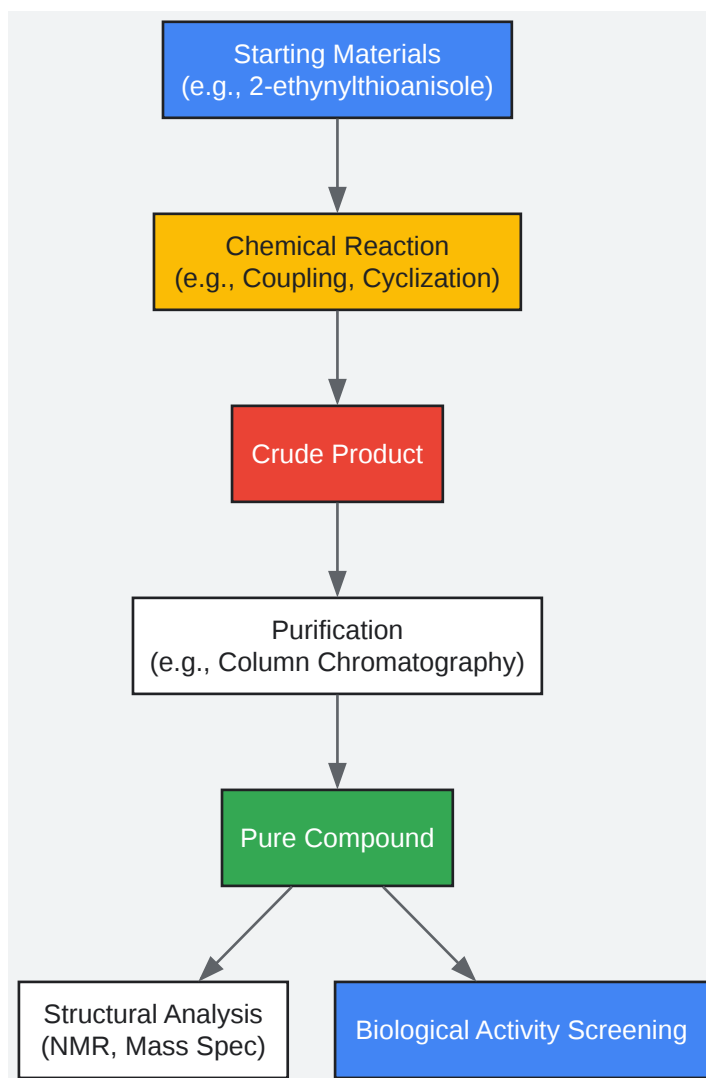 Starting Materials
(e.g., 2-ethynylthioanisole)
Chemical Reaction
(e.g., Coupling, Cyclization)
Crude Product
Purification
(e.g., Column Chromatography)
Pure Compound
Structural Analysis
(NMR, Mass Spec)
Biological Activity Screening